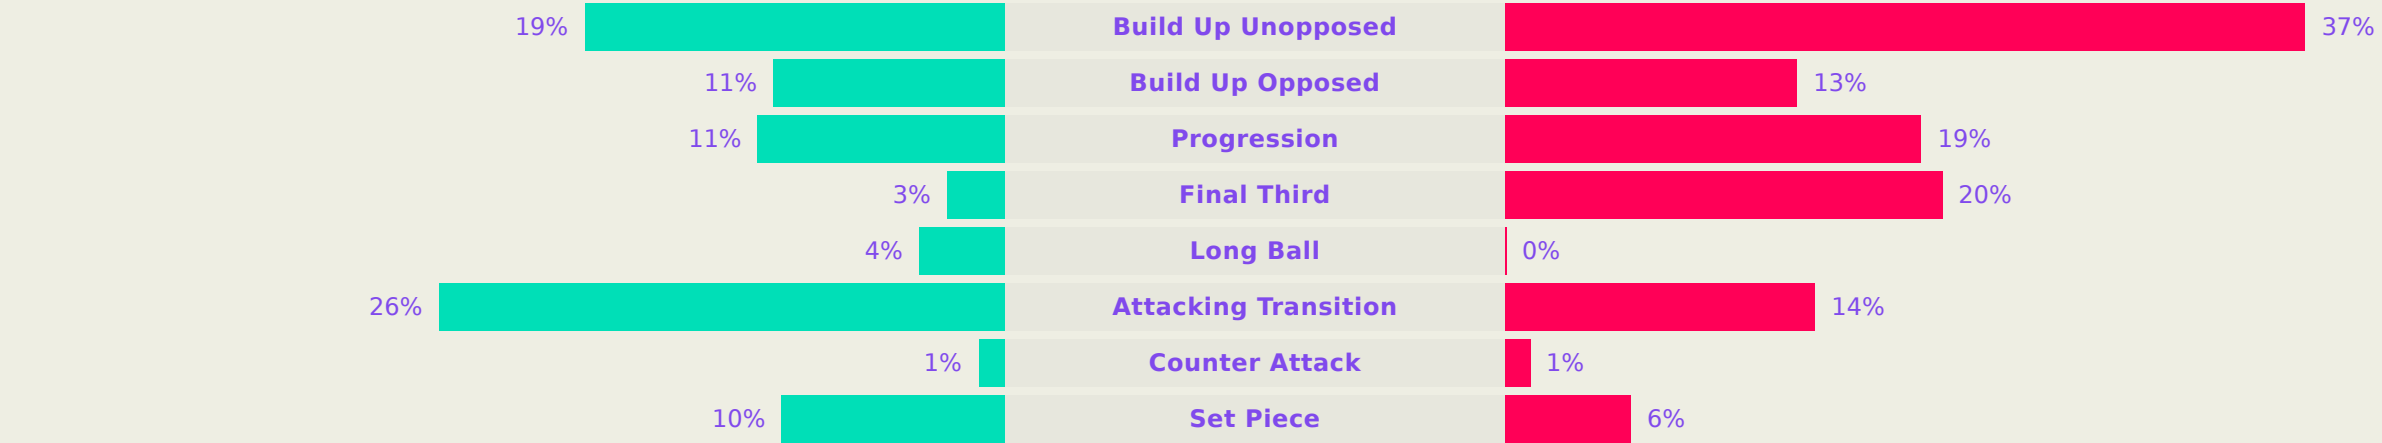 19% Build Up Unopposed 37%
11% Build Up Opposed 13%
11% Progression 19%
3% Final Third 20%
4% Long Ball 0%
26% Attacking Transition 14%
1% Counter Attack 1%
10% Set Piece 6%